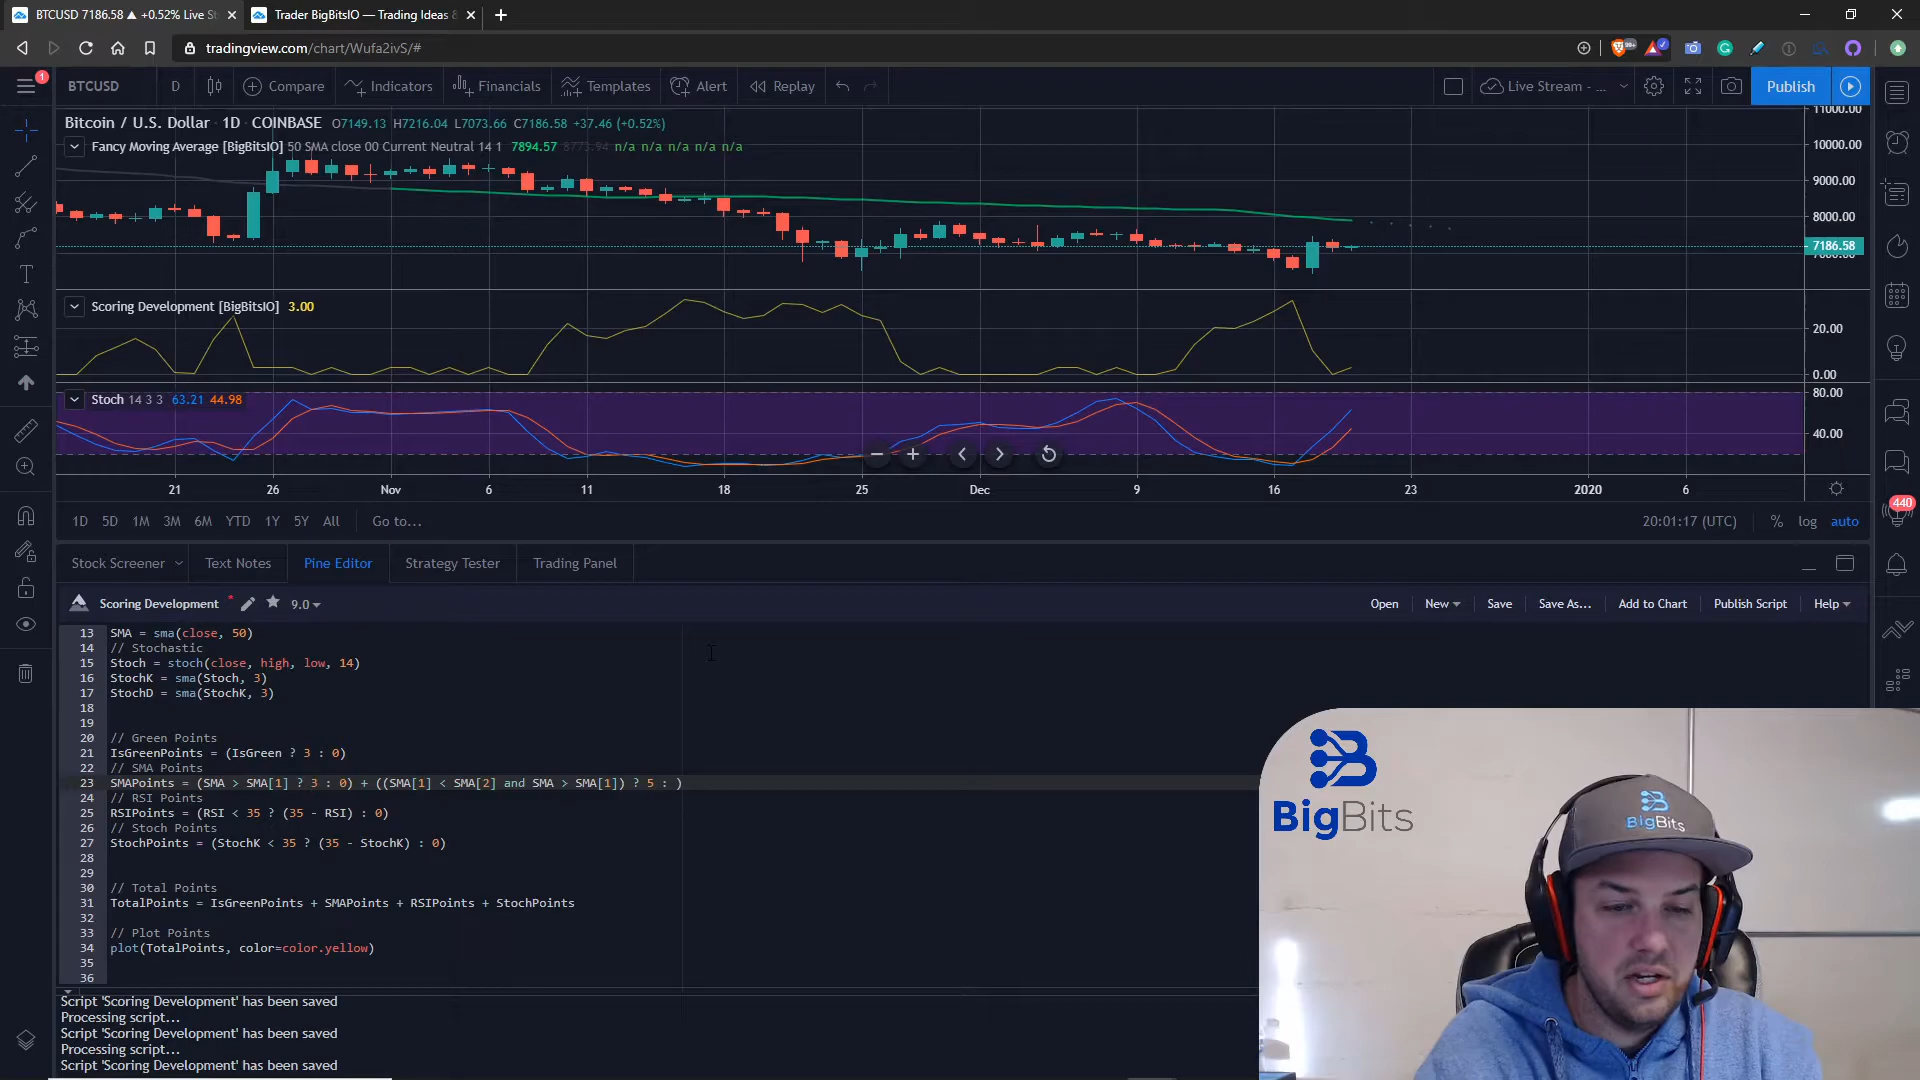 BTCUSD 7186.58 ▲ +0.52% Live St
Trader BigBitsIO — Trading Ideas &
tradingview.com/chart/Wufa2ivS/#
99+
1
BTCUSD D Compare Indicators Financials Templates Alert Replay Live Stream - ... Publish
Bitcoin / U.S. Dollar · 1D · COINBASE O7149.13 H7216.04 L7073.66 C7186.58 +37.46 (+0.52%)
Fancy Moving Average [BigBitsIO] 50 SMA close 00 Current Neutral 14 1 7894.57 8773.94 n/a n/a n/a n/a n/a
11000.00
10000.00
9000.00
8000.00
7186.58
Scoring Development [BigBitsIO] 3.00
20.00
0.00
Stoch 14 3 3 63.21 44.98
80.00
40.00
21 26 Nov 6 11 18 25 Dec 9 16 23 2020 6
440
1D 5D 1M 3M 6M YTD 1Y 5Y All Go to... 20:01:17 (UTC) % log auto
Stock Screener Text Notes Pine Editor Strategy Tester Trading Panel
Scoring Development * 9.0 Open New Save Save As... Add to Chart Publish Script Help
13 SMA = sma(close, 50)
14 // Stochastic
15 Stoch = stoch(close, high, low, 14)
16 StochK = sma(Stoch, 3)
17 StochD = sma(StochK, 3)
18
19
20 // Green Points
21 IsGreenPoints = (IsGreen ? 3 : 0)
22 // SMA Points
23 SMAPoints = (SMA > SMA[1] ? 3 : 0) + ((SMA[1] < SMA[2] and SMA > SMA[1]) ? 5 : )
24 // RSI Points
25 RSIPoints = (RSI < 35 ? (35 - RSI) : 0)
26 // Stoch Points
27 StochPoints = (StochK < 35 ? (35 - StochK) : 0)
28
29
30 // Total Points
31 TotalPoints = IsGreenPoints + SMAPoints + RSIPoints + StochPoints
32
33 // Plot Points
34 plot(TotalPoints, color=color.yellow)
35
36
Script 'Scoring Development' has been saved
Processing script...
Script 'Scoring Development' has been saved
Processing script...
Script 'Scoring Development' has been saved
BigBits
BigBits